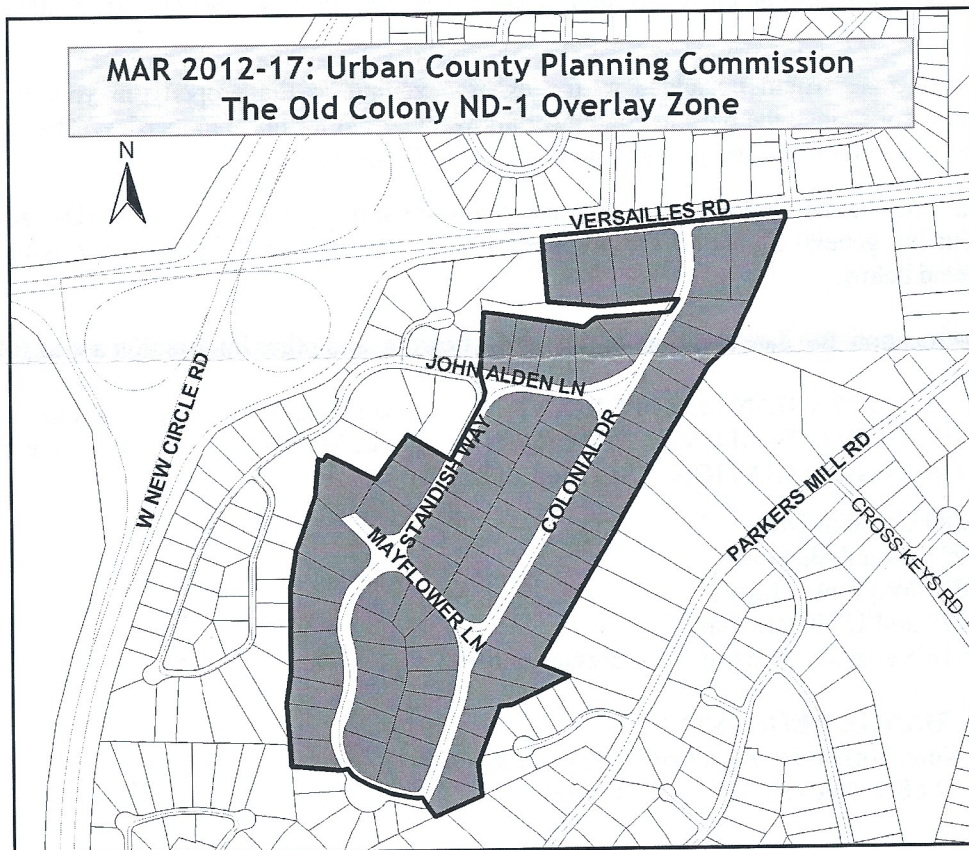 MAR 2012-17: Urban County Planning Commission
The Old Colony ND-1 Overlay Zone
N
VERSAILLES RD
JOHN ALDEN LN
W NEW CIRCLE RD
STANDISH WAY
COLONIAL DR
MAYFLOWER LN
PARKERS MILL RD
CROSS KEYS RD